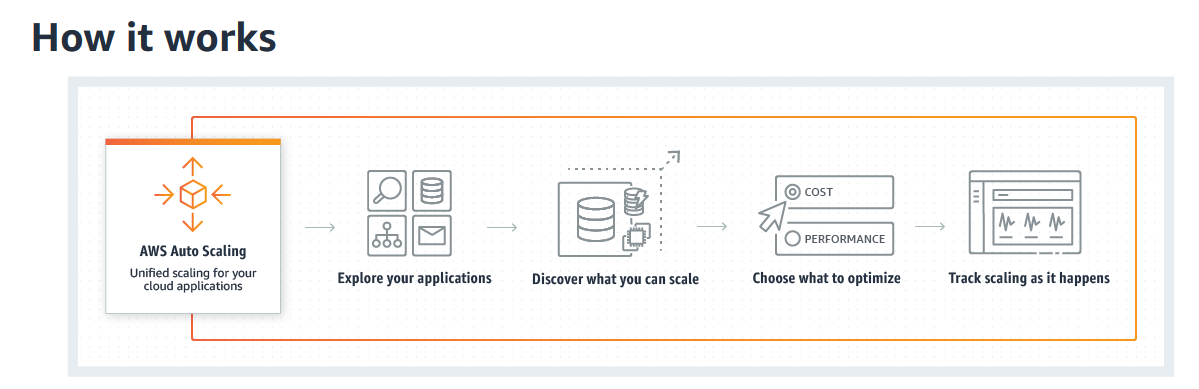 How it works
AWS Auto Scaling
Unified scaling for your
cloud applications
Explore your applications
Discover what you can scale
COST
PERFORMANCE
Choose what to optimize
Track scaling as it happens